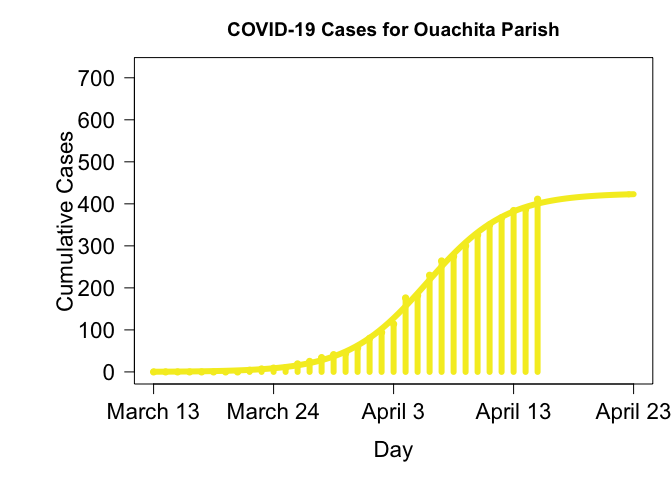 COVID-19 Cases for Ouachita Parish
Cumulative Cases
700
600
500
400
300
200
100
0
March 13 March 24 April 3 April 13 April 23
Day